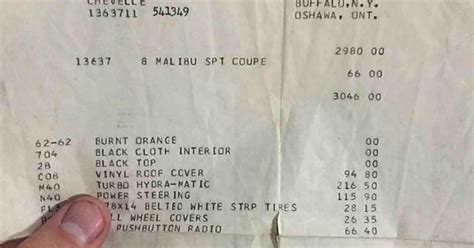 CHEVELLE BUFFALO, N.Y.
1363711 541349 OSHAWA, ONT.
2980 00
13637 8 MALIBU SPT COUPE
66 00
3046 00
62-62 BURNT ORANGE 00
704 BLACK CLOTH INTERIOR 00
2B BLACK TOP 00
C08 VINYL ROOF COVER 94 80
M40 TURBO HYDRA-MATIC 216 50
N40 POWER STEERING 115 90
78X14 BELTED WHITE STRP TIRES 28 15
WHEEL COVERS 26 35
PUSHBUTTON RADIO 66 40